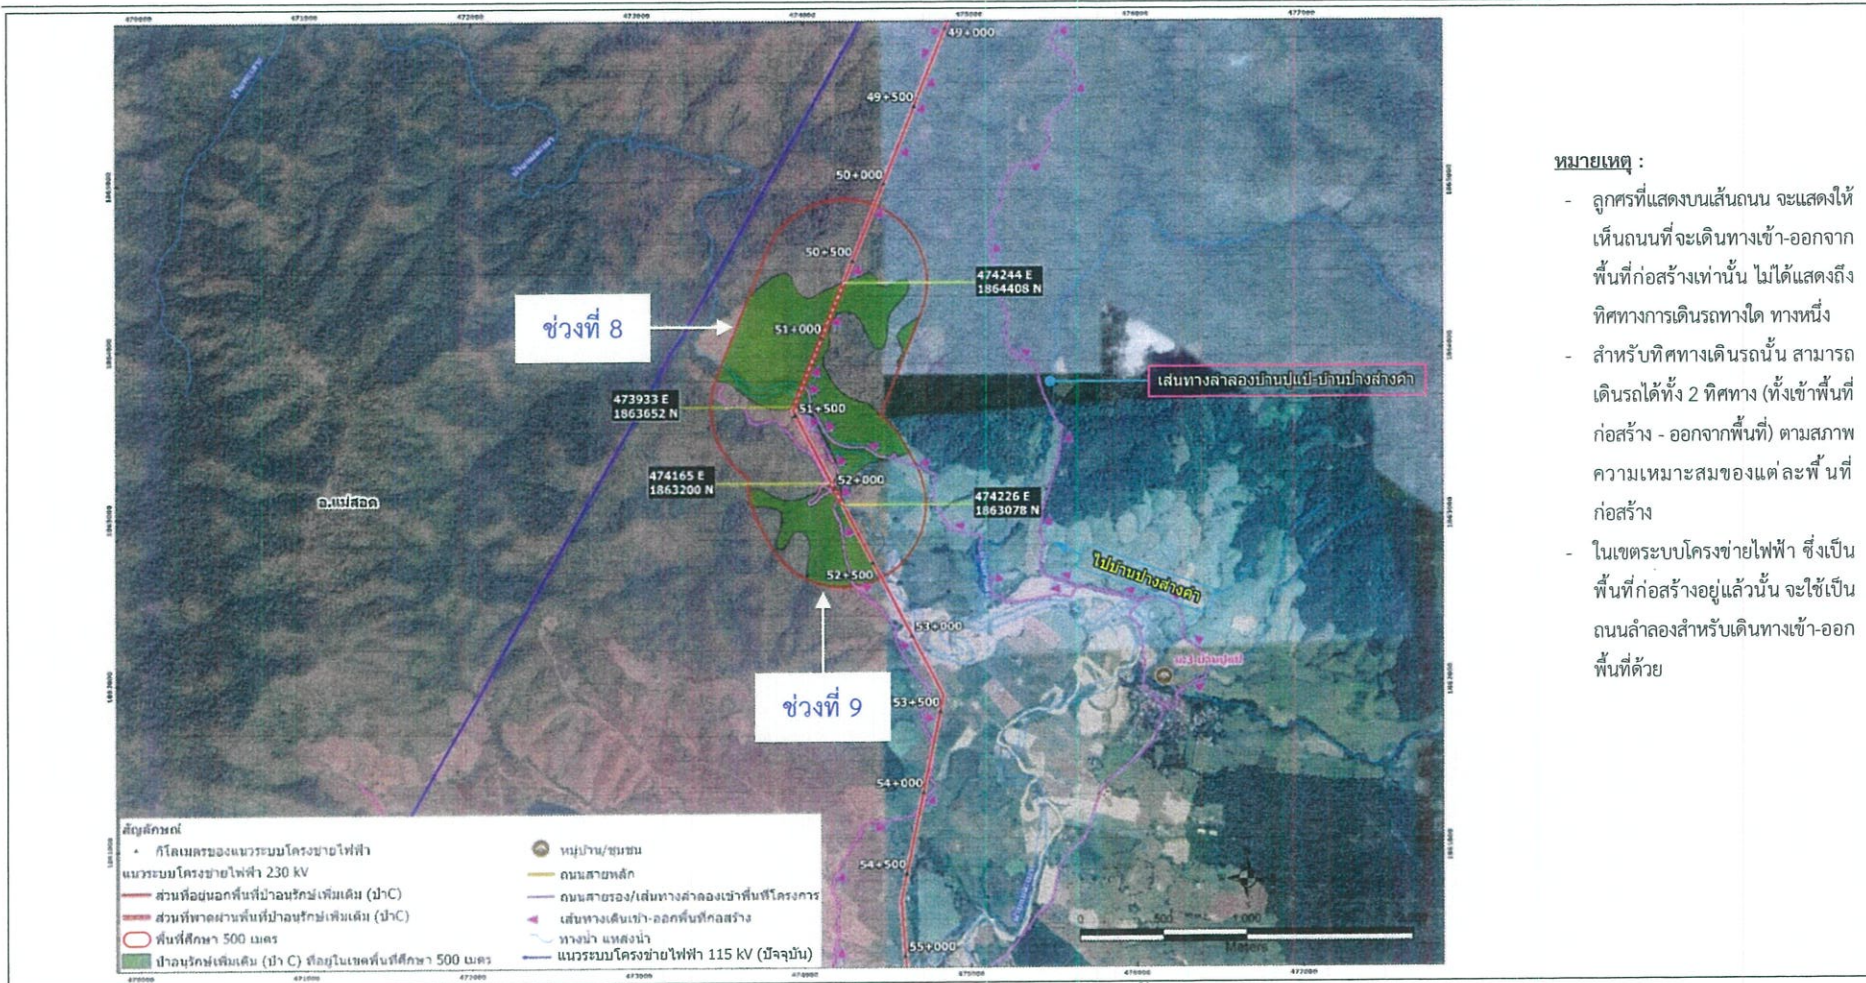 470000 471000 472000 473000 474000 475000 476000 477000
49+000
49+500
50+000
50+500
474244 E
1864408 N
ช่วงที่ 8
51+000
เส้นทางลำลองบ้านปูแป้-บ้านปางส่างคำ
473933 E
1863652 N
51+500
474165 E
1863200 N
52+000
474226 E
1863078 N
อ.แม่สอด
52+500
ไปบ้านปางส่างคำ
53+000
ม.3 บ้านปูแป้
ช่วงที่ 9
53+500
54+000
54+500
55+000
0 500 1,000
Meters
สัญลักษณ์
กิโลเมตรของแนวระบบโครงข่ายไฟฟ้า
แนวระบบโครงข่ายไฟฟ้า 230 kV
ส่วนที่อยู่นอกพื้นที่ป่าอนุรักษ์เพิ่มเติม (ป่าC)
ส่วนที่พาดผ่านพื้นที่ป่าอนุรักษ์เพิ่มเติม (ป่าC)
พื้นที่ศึกษา 500 เมตร
ป่าอนุรักษ์เพิ่มเติม (ป่า C) ที่อยู่ในเขตพื้นที่ศึกษา 500 เมตร
หมู่บ้าน/ชุมชน
ถนนสายหลัก
ถนนสายรอง/เส้นทางลำลองเข้าพื้นที่โครงการ
เส้นทางเดินเข้า-ออกพื้นที่ก่อสร้าง
ทางน้ำ แหล่งน้ำ
แนวระบบโครงข่ายไฟฟ้า 115 kV (ปัจจุบัน)
470000 471000 472000 473000 474000 475000 476000 477000
หมายเหตุ :
- ลูกศรที่แสดงบนเส้นถนน จะแสดงให้
เห็นถนนที่จะเดินทางเข้า-ออกจาก
พื้นที่ก่อสร้างเท่านั้น ไม่ได้แสดงถึง
ทิศทางการเดินรถทางใด ทางหนึ่ง
- สำหรับทิศทางเดินรถนั้น สามารถ
เดินรถได้ทั้ง 2 ทิศทาง (ทั้งเข้าพื้นที่
ก่อสร้าง - ออกจากพื้นที่) ตามสภาพ
ความเหมาะสมของแต่ละพื้นที่
ก่อสร้าง
- ในเขตระบบโครงข่ายไฟฟ้า ซึ่งเป็น
พื้นที่ก่อสร้างอยู่แล้วนั้น จะใช้เป็น
ถนนลำลองสำหรับเดินทางเข้า-ออก
พื้นที่ด้วย